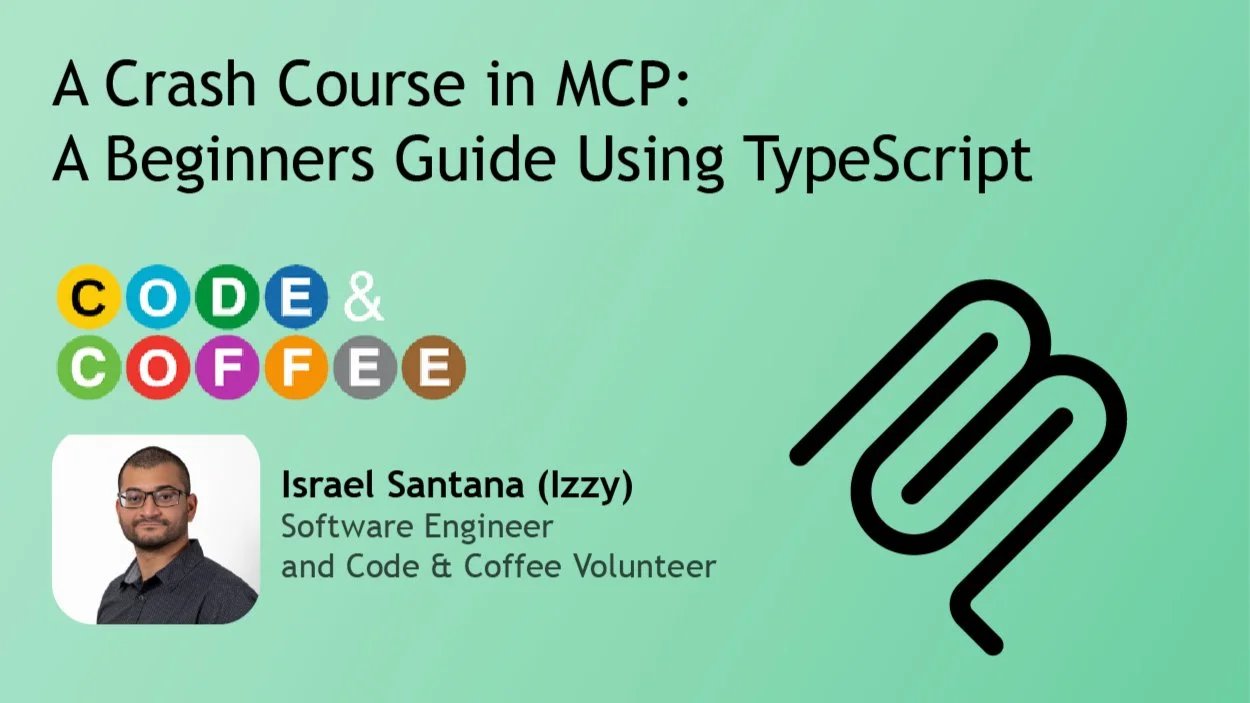 A Crash Course in MCP:
A Beginners Guide Using TypeScript
CODE &
COFFEE
Israel Santana (Izzy)
Software Engineer
and Code & Coffee Volunteer